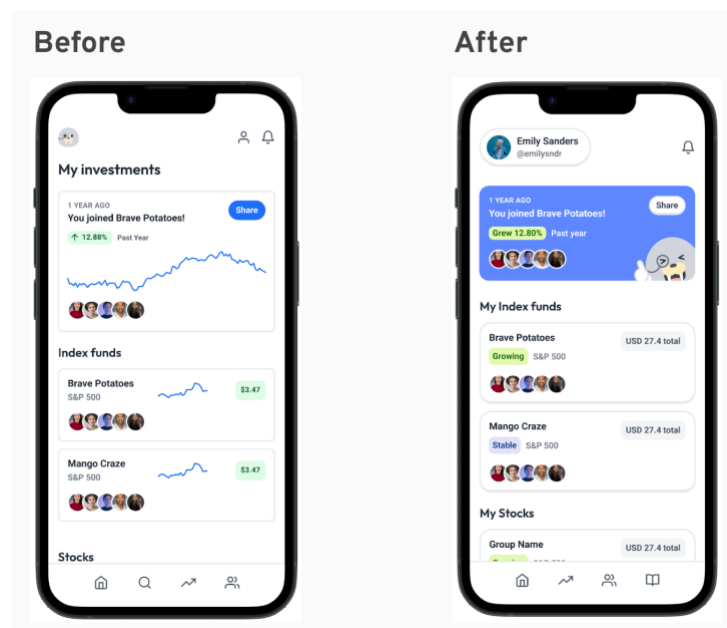 Before
My investments
1 YEAR AGO
You joined Brave Potatoes!
Share
↑ 12.88% Past Year
Index funds
Brave Potatoes
S&P 500
$3.47
Mango Craze
S&P 500
$3.47
Stocks
After
Emily Sanders
@emilysndr
1 YEAR AGO
You joined Brave Potatoes!
Share
Grew 12.80% Past year
My Index funds
Brave Potatoes
USD 27.4 total
Growing S&P 500
Mango Craze
USD 27.4 total
Stable S&P 500
My Stocks
Group Name
USD 27.4 total